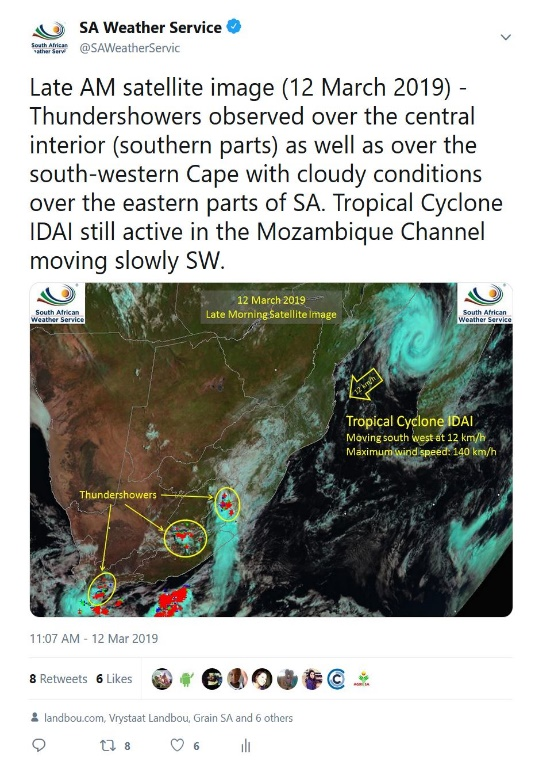 SA Weather Service
@SAWeatherServic
South African
Weather Serv
Late AM satellite image (12 March 2019) -
Thundershowers observed over the central
interior (southern parts) as well as over the
south-western Cape with cloudy conditions
over the eastern parts of SA. Tropical Cyclone
IDAI still active in the Mozambique Channel
moving slowly SW.
South African
Weather Service
12 March 2019
Late Morning Satellite Image
South African
Weather Service
12 km/h
Tropical Cyclone IDAI
Moving south west at 12 km/h
Maximum wind speed: 140 km/h
Thundershowers
11:07 AM - 12 Mar 2019
8 Retweets 6 Likes
landbou.com, Vrystaat Landbou, Grain SA and 6 others
8 6